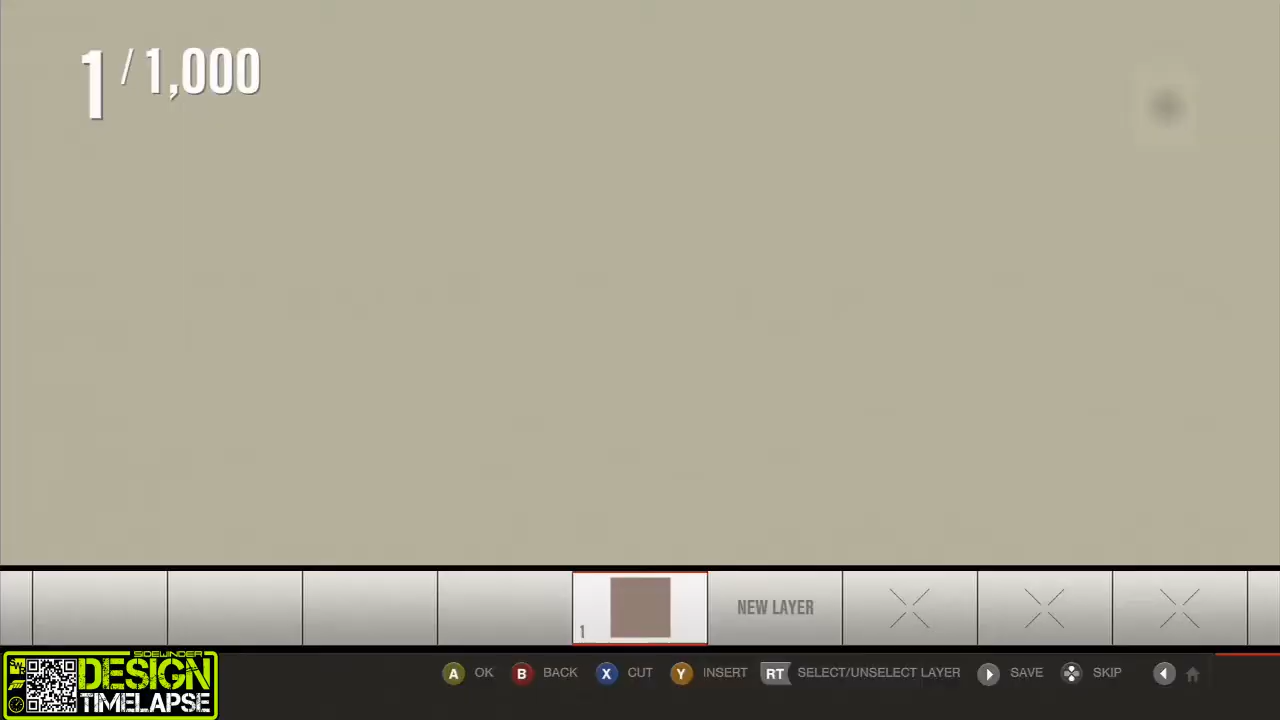 1 / 1,000
1
NEW LAYER
SIDEWINDER
DESIGN
TIMELAPSE
A OK B BACK X CUT Y INSERT RT SELECT/UNSELECT LAYER SAVE SKIP